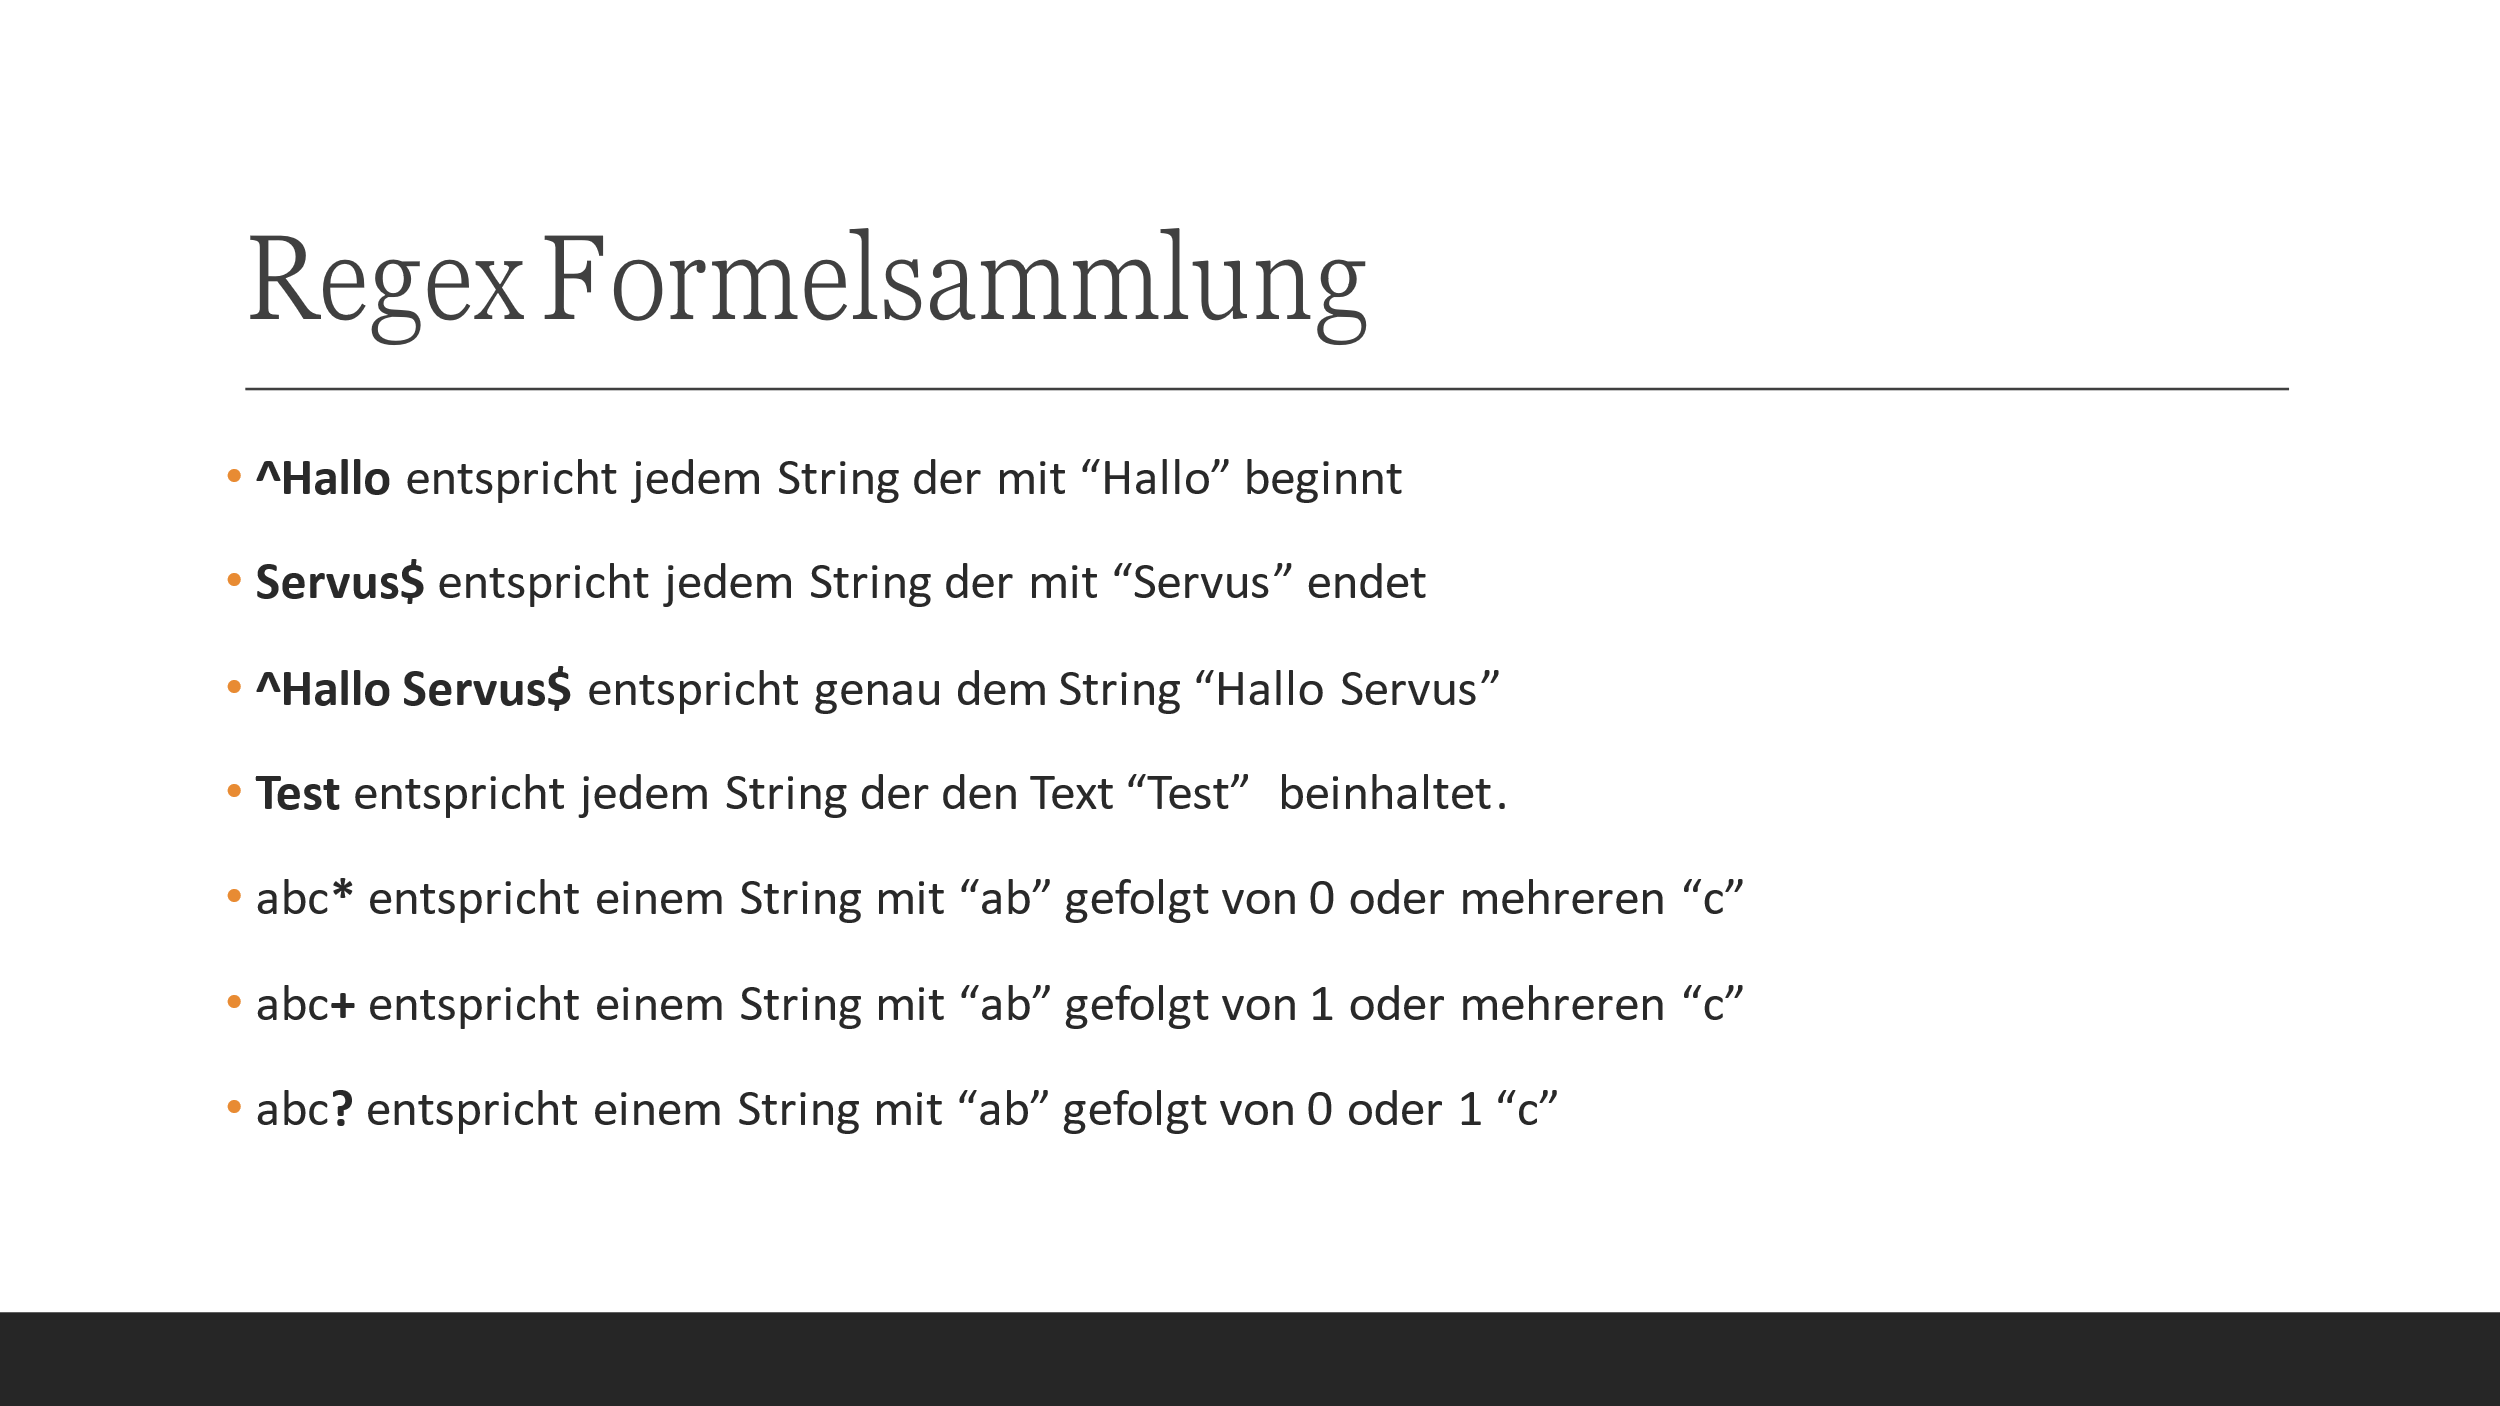 Regex Formelsammlung
• ^Hallo entspricht jedem String der mit “Hallo” beginnt
• Servus$ entspricht jedem String der mit “Servus” endet
• ^Hallo Servus$ entspricht genau dem String “Hallo Servus”
• Test entspricht jedem String der den Text “Test”  beinhaltet.
• abc* entspricht einem String mit “ab” gefolgt von 0 oder mehreren “c”
• abc+ entspricht einem String mit “ab” gefolgt von 1 oder mehreren “c”
• abc? entspricht einem String mit “ab” gefolgt von 0 oder 1 “c”